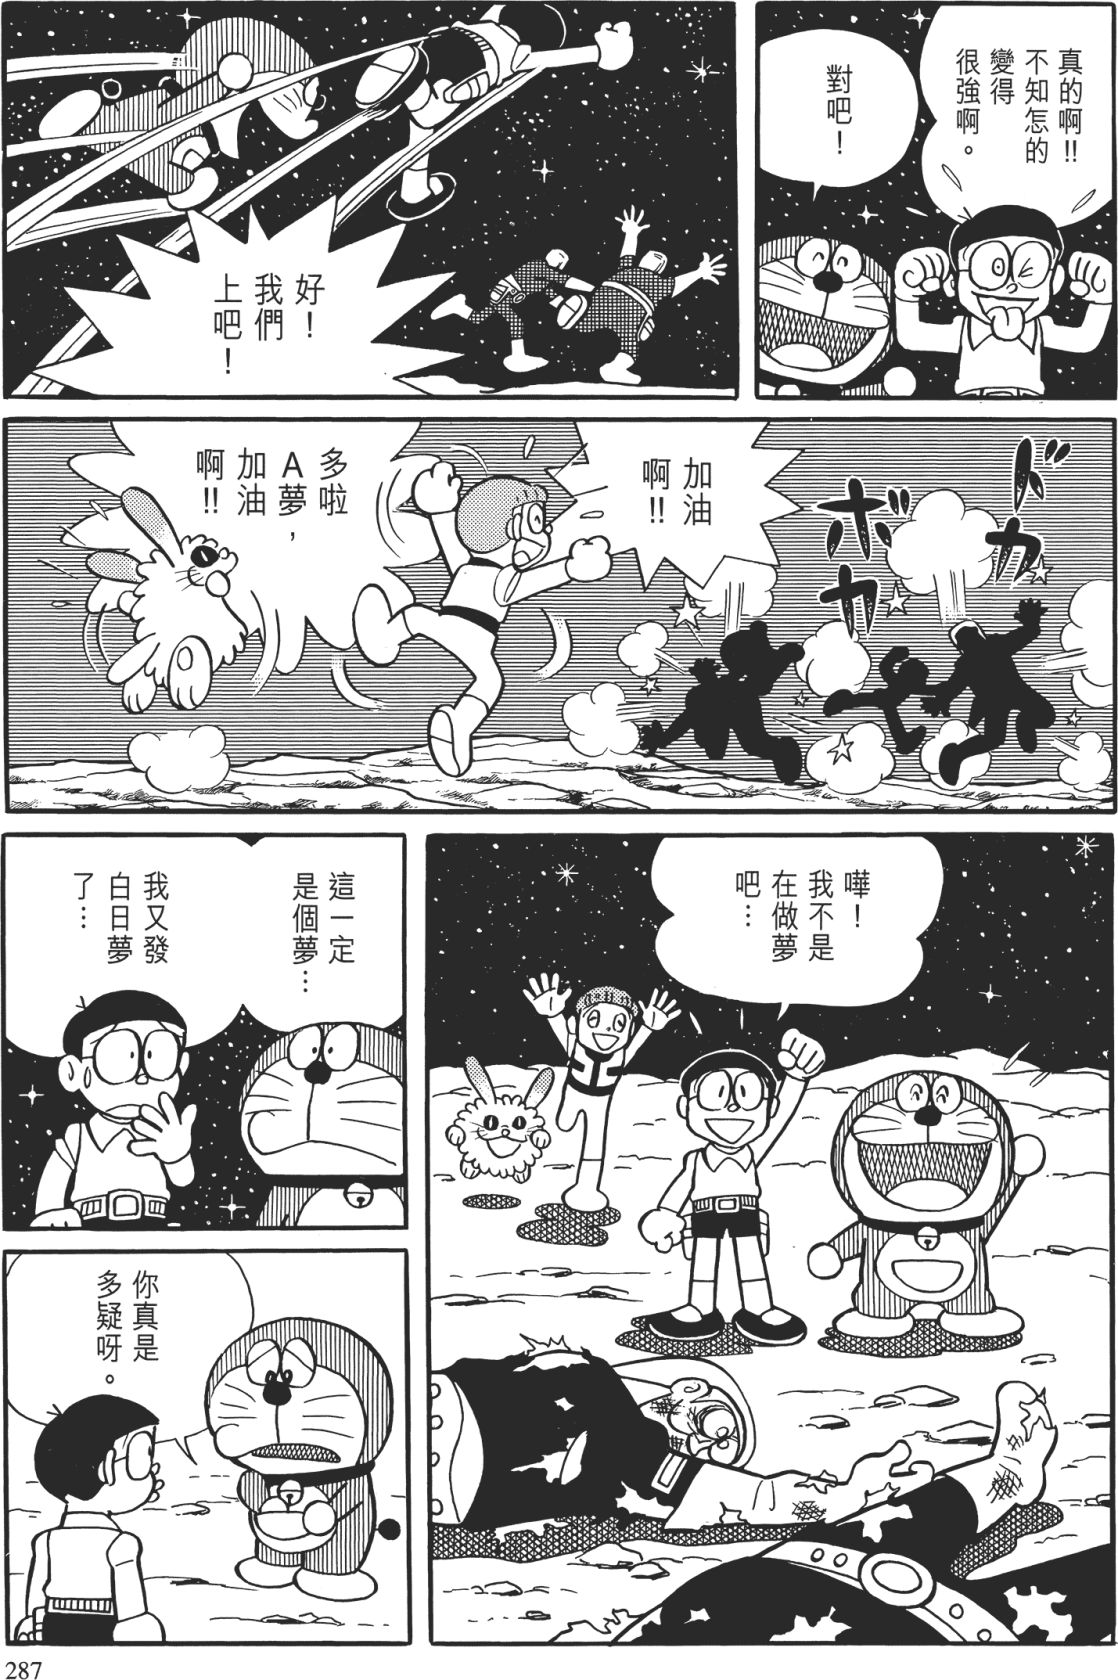 真的啊!!
不知怎的
變得
很強啊。
對吧！
好！
我們
上吧！
加油
啊!!
ボカ
ドカ
多啦
A夢，
加油
啊!!
嘩！
我不是
在做夢
吧…
這一定
是個夢…
我又發
白日夢
了…
你真是
多疑呀。
287